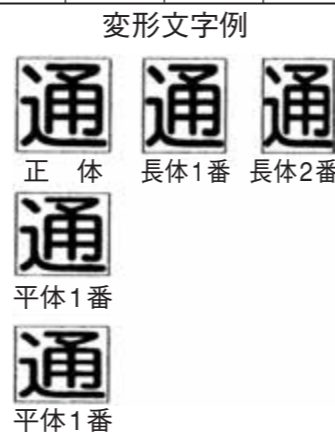 変形文字例
通 通 通
正 体 長体1番 長体2番
通
平体1番
通
平体1番